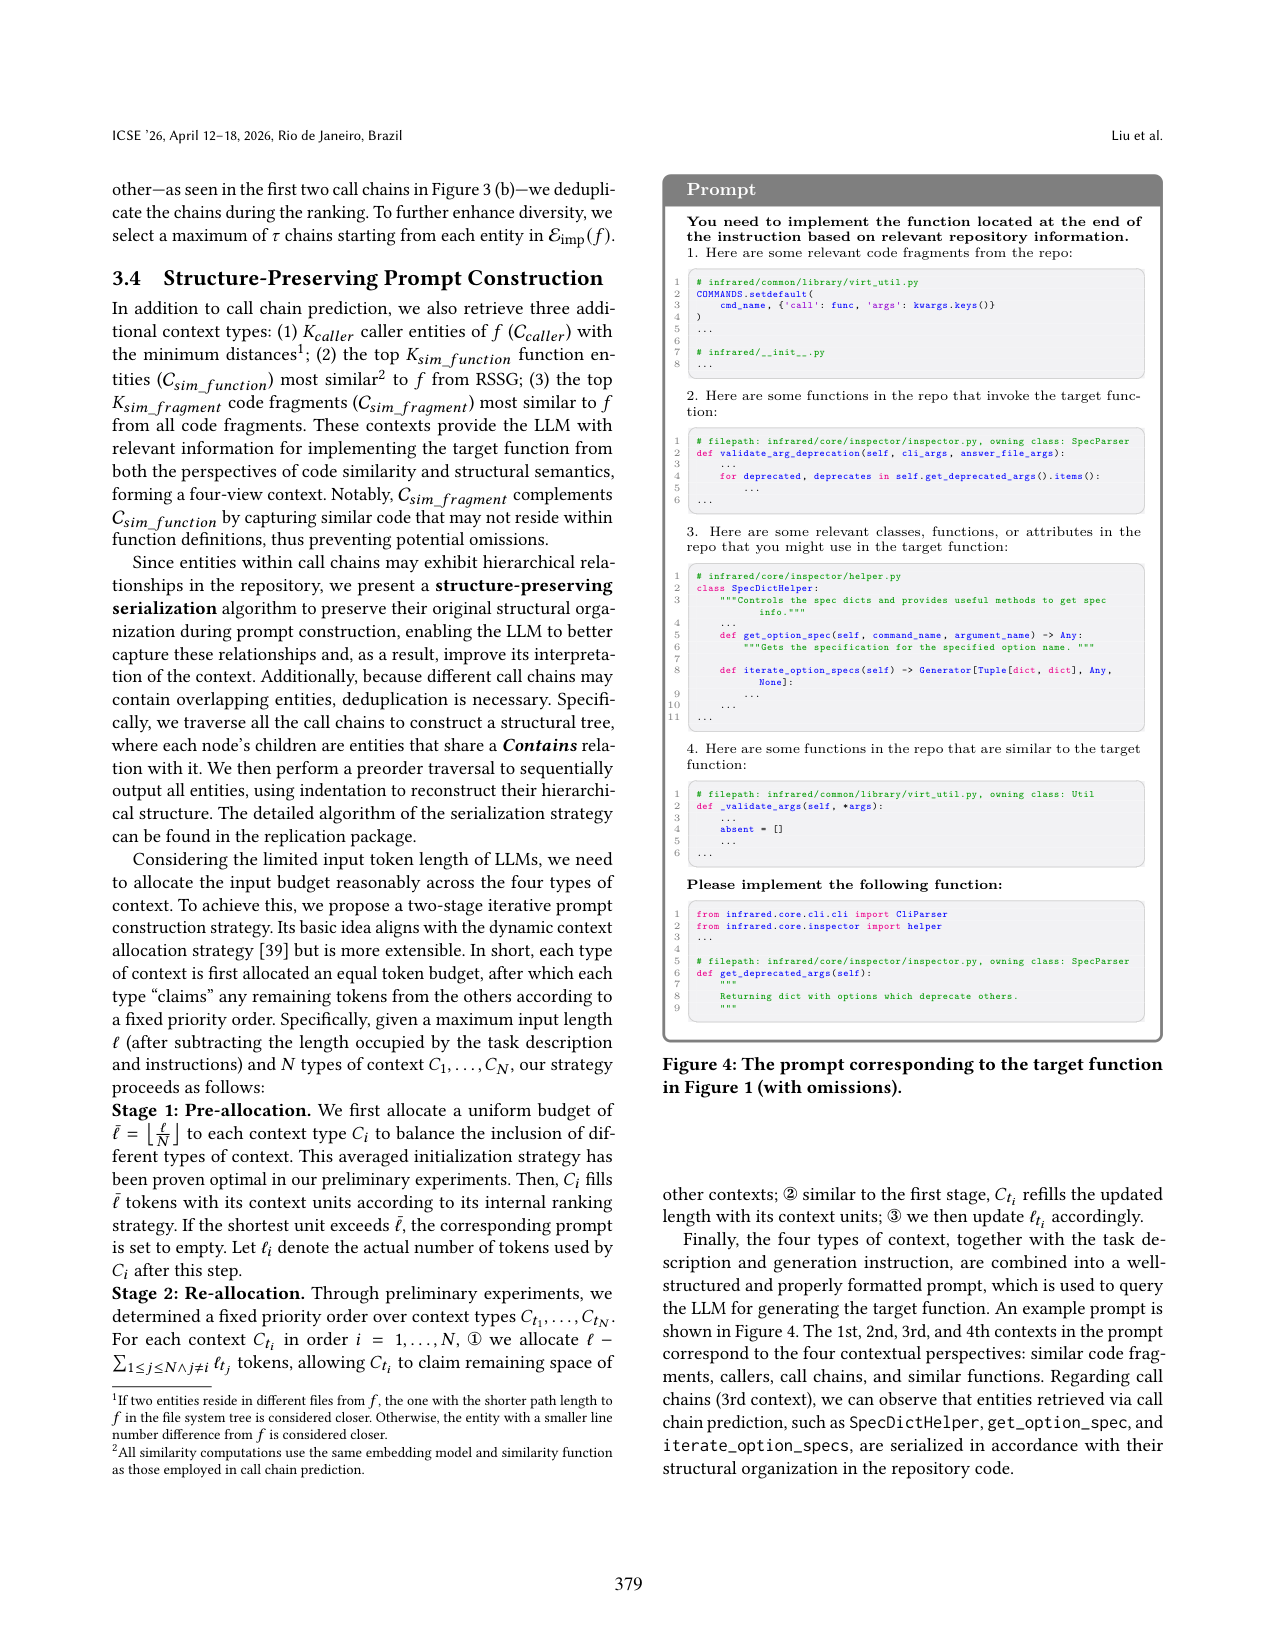 ICSE ’26, April 12–18, 2026, Rio de Janeiro, Brazil
Liu et al.
other—as seen in the first two call chains in Figure 3 (b)—we dedupli-
cate the chains during the ranking. To further enhance diversity, we
select a maximum of τ chains starting from each entity in ℰimp(f).
3.4 Structure-Preserving Prompt Construction
In addition to call chain prediction, we also retrieve three addi-
tional context types: (1) Kcaller caller entities of f (Ccaller) with
the minimum distances¹; (2) the top Ksim_function function en-
tities (Csim_function) most similar² to f from RSSG; (3) the top
Ksim_fragment code fragments (Csim_fragment) most similar to f
from all code fragments. These contexts provide the LLM with
relevant information for implementing the target function from
both the perspectives of code similarity and structural semantics,
forming a four-view context. Notably, Csim_fragment complements
Csim_function by capturing similar code that may not reside within
function definitions, thus preventing potential omissions.
Since entities within call chains may exhibit hierarchical rela-
tionships in the repository, we present a structure-preserving
serialization algorithm to preserve their original structural orga-
nization during prompt construction, enabling the LLM to better
capture these relationships and, as a result, improve its interpreta-
tion of the context. Additionally, because different call chains may
contain overlapping entities, deduplication is necessary. Specifi-
cally, we traverse all the call chains to construct a structural tree,
where each node’s children are entities that share a Contains rela-
tion with it. We then perform a preorder traversal to sequentially
output all entities, using indentation to reconstruct their hierarchi-
cal structure. The detailed algorithm of the serialization strategy
can be found in the replication package.
Considering the limited input token length of LLMs, we need
to allocate the input budget reasonably across the four types of
context. To achieve this, we propose a two-stage iterative prompt
construction strategy. Its basic idea aligns with the dynamic context
allocation strategy [39] but is more extensible. In short, each type
of context is first allocated an equal token budget, after which each
type “claims” any remaining tokens from the others according to
a fixed priority order. Specifically, given a maximum input length
ℓ (after subtracting the length occupied by the task description
and instructions) and N types of context C1, . . . , CN, our strategy
proceeds as follows:
Stage 1: Pre-allocation. We first allocate a uniform budget of
ℓ̄ = ⌊ℓ/N⌋ to each context type Ci to balance the inclusion of dif-
ferent types of context. This averaged initialization strategy has
been proven optimal in our preliminary experiments. Then, Ci fills
ℓ̄ tokens with its context units according to its internal ranking
strategy. If the shortest unit exceeds ℓ̄, the corresponding prompt
is set to empty. Let ℓi denote the actual number of tokens used by
Ci after this step.
Stage 2: Re-allocation. Through preliminary experiments, we
determined a fixed priority order over context types Ct1, . . . , CtN.
For each context Cti in order i = 1, . . . , N, ① we allocate ℓ −
∑1≤j≤N∧j≠i ℓtj tokens, allowing Cti to claim remaining space of
¹If two entities reside in different files from f, the one with the shorter path length to
f in the file system tree is considered closer. Otherwise, the entity with a smaller line
number difference from f is considered closer.
²All similarity computations use the same embedding model and similarity function
as those employed in call chain prediction.
Prompt
You need to implement the function located at the end of
the instruction based on relevant repository information.
1. Here are some relevant code fragments from the repo:
1 # infrared/common/library/virt_util.py
2 COMMANDS.setdefault(
3 cmd_name, {'call': func, 'args': kwargs.keys()}
4 )
5 ...
6
7 # infrared/__init__.py
8 ...
2. Here are some functions in the repo that invoke the target func-
tion:
1 # filepath: infrared/core/inspector/inspector.py, owning class: SpecParser
2 def validate_arg_deprecation(self, cli_args, answer_file_args):
3 ...
4 for deprecated, deprecates in self.get_deprecated_args().items():
5 ...
6 ...
3. Here are some relevant classes, functions, or attributes in the
repo that you might use in the target function:
1 # infrared/core/inspector/helper.py
2 class SpecDictHelper:
3 """Controls the spec dicts and provides useful methods to get spec
info."""
4 ...
5 def get_option_spec(self, command_name, argument_name) -> Any:
6 """Gets the specification for the specified option name. """
7
8 def iterate_option_specs(self) -> Generator[Tuple[dict, dict], Any,
None]:
9 ...
10 ...
11 ...
4. Here are some functions in the repo that are similar to the target
function:
1 # filepath: infrared/common/library/virt_util.py, owning class: Util
2 def _validate_args(self, *args):
3 ...
4 absent = []
5 ...
6 ...
Please implement the following function:
1 from infrared.core.cli.cli import CliParser
2 from infrared.core.inspector import helper
3 ...
4
5 # filepath: infrared/core/inspector/inspector.py, owning class: SpecParser
6 def get_deprecated_args(self):
7 """
8 Returning dict with options which deprecate others.
9 """
Figure 4: The prompt corresponding to the target function
in Figure 1 (with omissions).
other contexts; ② similar to the first stage, Cti refills the updated
length with its context units; ③ we then update ℓti accordingly.
Finally, the four types of context, together with the task de-
scription and generation instruction, are combined into a well-
structured and properly formatted prompt, which is used to query
the LLM for generating the target function. An example prompt is
shown in Figure 4. The 1st, 2nd, 3rd, and 4th contexts in the prompt
correspond to the four contextual perspectives: similar code frag-
ments, callers, call chains, and similar functions. Regarding call
chains (3rd context), we can observe that entities retrieved via call
chain prediction, such as SpecDictHelper, get_option_spec, and
iterate_option_specs, are serialized in accordance with their
structural organization in the repository code.
379